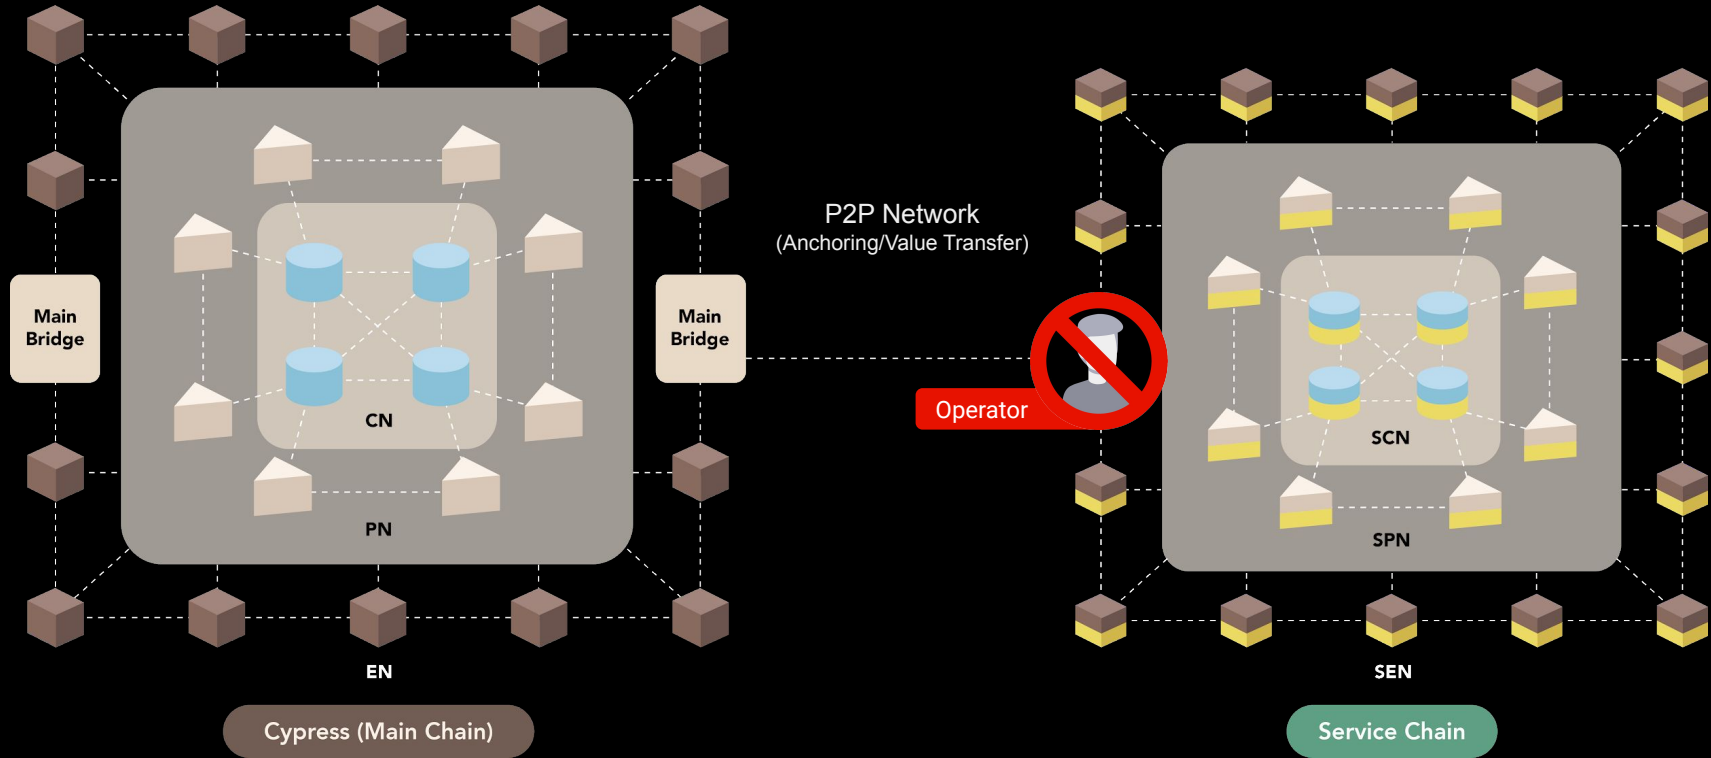 P2P Network
(Anchoring/Value Transfer)
Main
Bridge
Main
Bridge
Operator
CN
PN
EN
Cypress (Main Chain)
SCN
SPN
SEN
Service Chain